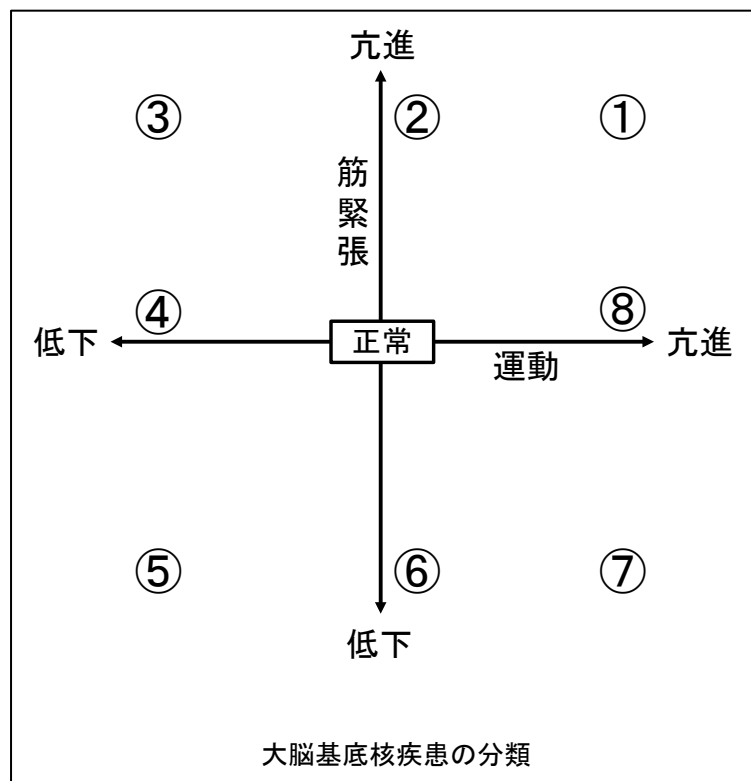 亢進
③ ② ①
筋緊張
④ ⑧
低下 正常 亢進
運動
⑤ ⑥ ⑦
低下
大脳基底核疾患の分類